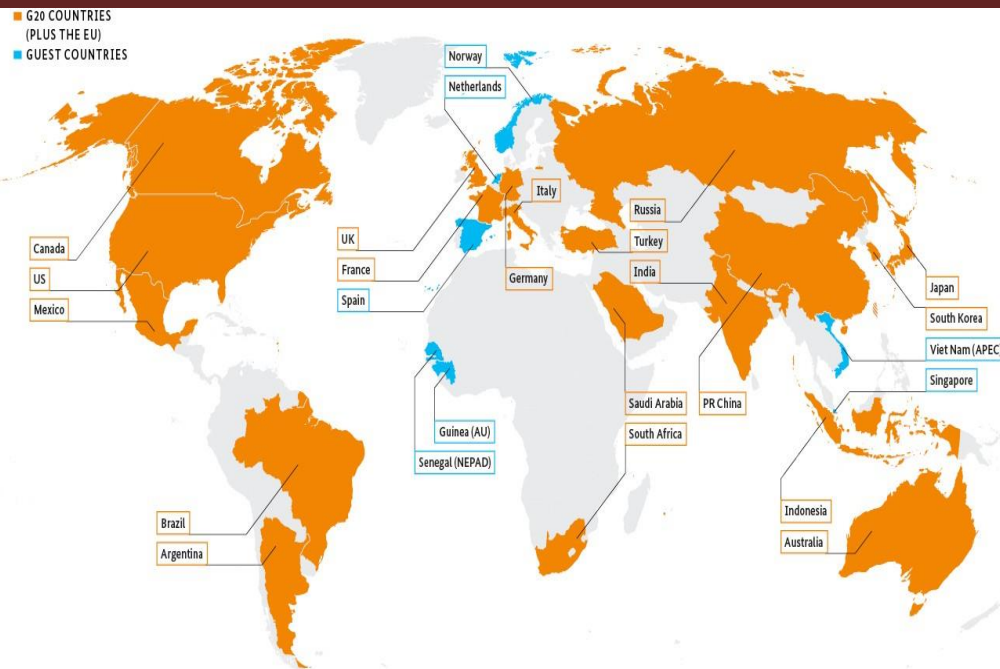 G20 COUNTRIES
(PLUS THE EU)
GUEST COUNTRIES
Norway
Netherlands
Italy
Russia
UK
Turkey
Canada
France
India
Germany
US
Spain
Japan
Mexico
South Korea
Viet Nam (APEC)
Singapore
Saudi Arabia
PR China
Guinea (AU)
South Africa
Senegal (NEPAD)
Indonesia
Brazil
Australia
Argentina